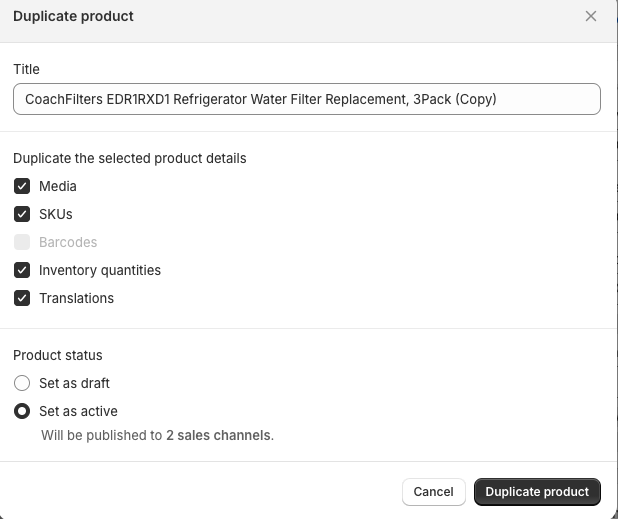 Duplicate product
Title
CoachFilters EDR1RXD1 Refrigerator Water Filter Replacement, 3Pack (Copy)
Duplicate the selected product details
Media
SKUs
Barcodes
Inventory quantities
Translations
Product status
Set as draft
Set as active
Will be published to 2 sales channels.
Cancel
Duplicate product